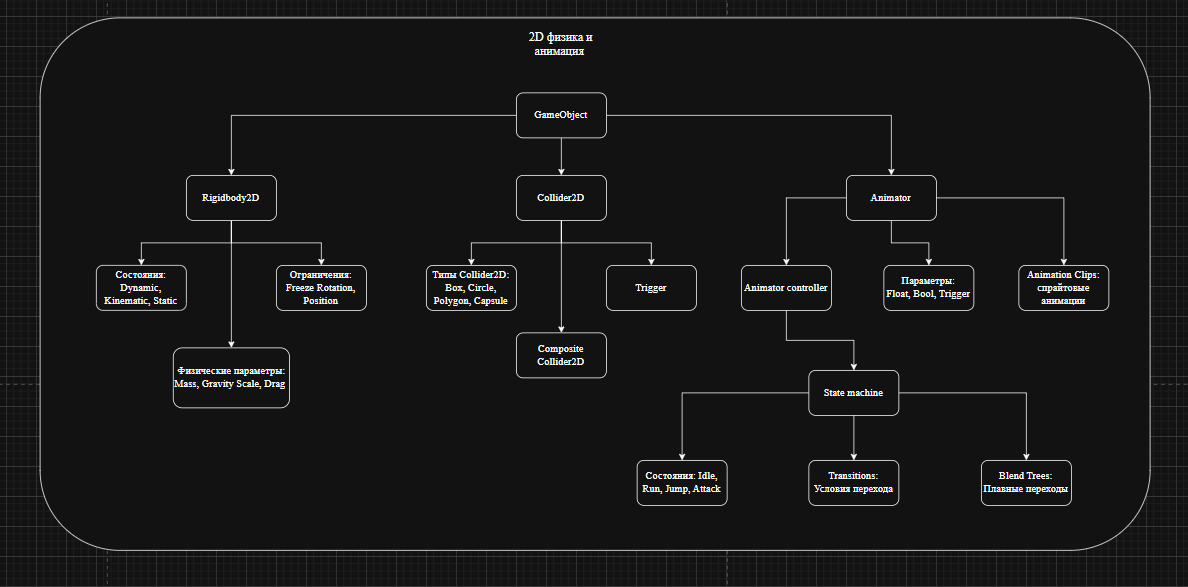 2D физика и
анимация
GameObject
Rigidbody2D
Collider2D
Animator
Состояния:
Dynamic,
Kinematic, Static
Ограничения:
Freeze Rotation,
Position
Типы Collider2D:
Box, Circle,
Polygon, Capsule
Trigger
Animator controller
Параметры:
Float, Bool, Trigger
Animation Clips:
спрайтовые
анимации
Composite
Collider2D
Физические параметры:
Mass, Gravity Scale, Drag
State machine
Состояния: Idle,
Run, Jump, Attack
Transitions:
Условия перехода
Blend Trees:
Плавные переходы